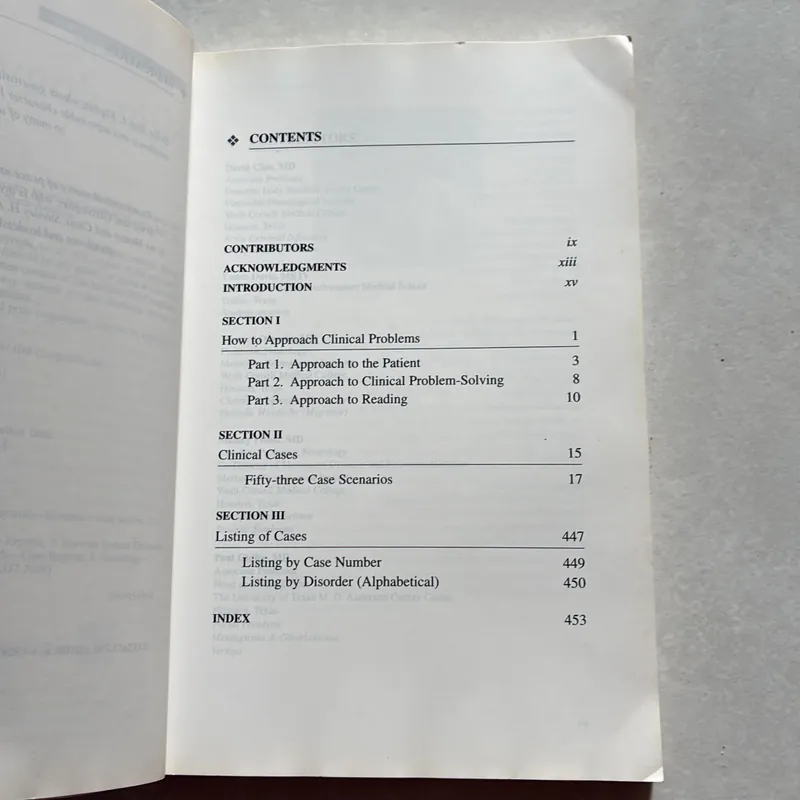 ❖ CONTENTS
CONTRIBUTORS ix
ACKNOWLEDGMENTS xiii
INTRODUCTION xv
SECTION I
How to Approach Clinical Problems 1
Part 1. Approach to the Patient 3
Part 2. Approach to Clinical Problem-Solving 8
Part 3. Approach to Reading 10
SECTION II
Clinical Cases 15
Fifty-three Case Scenarios 17
SECTION III
Listing of Cases 447
Listing by Case Number 449
Listing by Disorder (Alphabetical) 450
INDEX 453